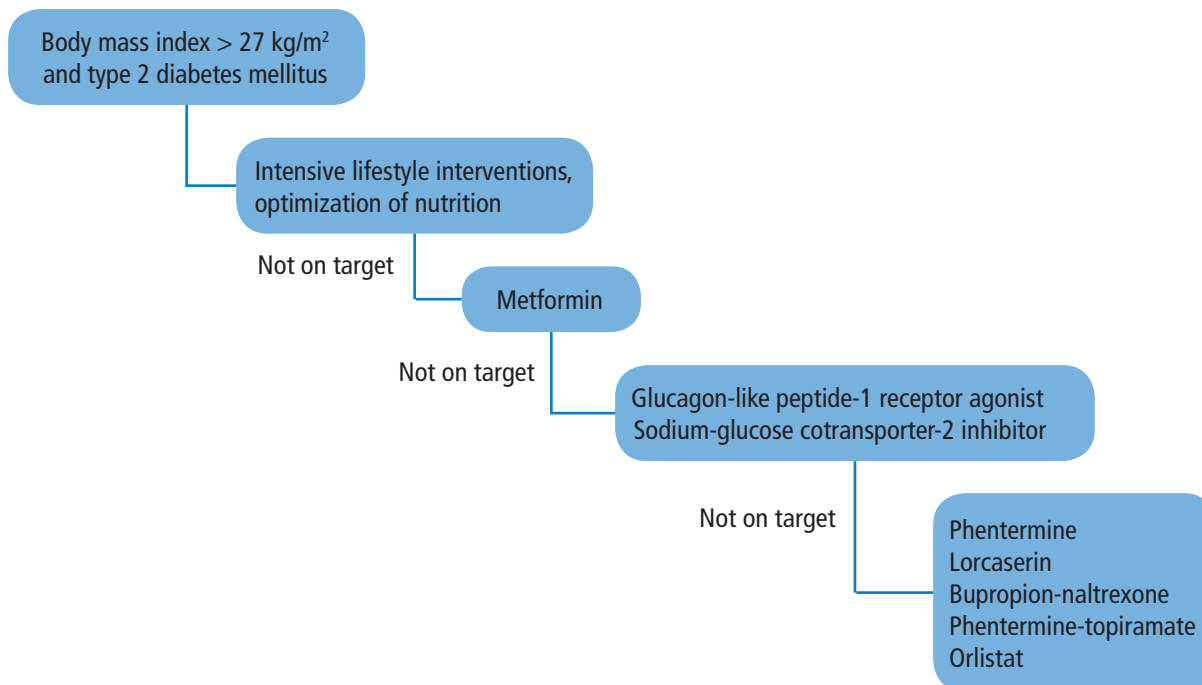 Body mass index > 27 kg/m²
and type 2 diabetes mellitus
Intensive lifestyle interventions,
optimization of nutrition
Not on target
Metformin
Not on target
Glucagon-like peptide-1 receptor agonist
Sodium-glucose cotransporter-2 inhibitor
Not on target
Phentermine
Lorcaserin
Bupropion-naltrexone
Phentermine-topiramate
Orlistat